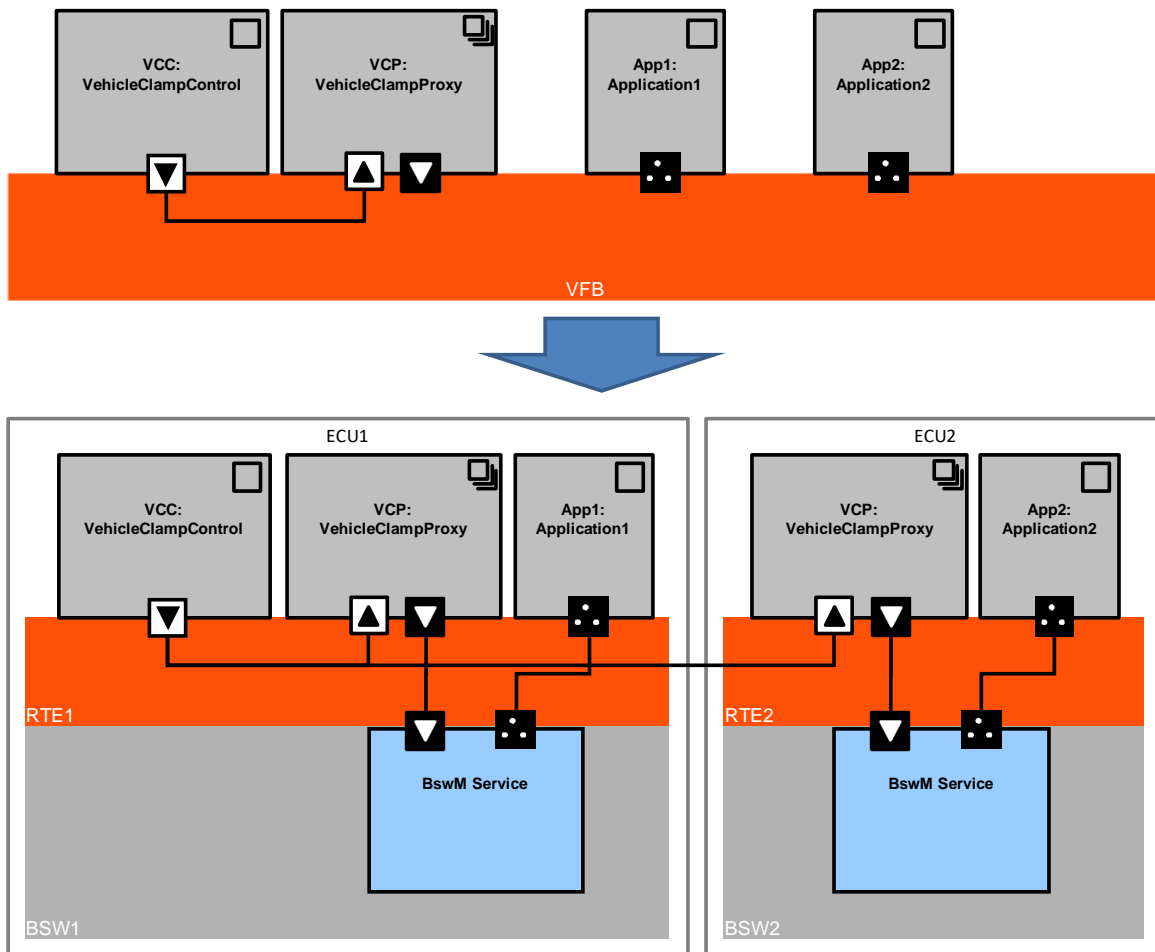 VCC:
VehicleClampControl
VCP:
VehicleClampProxy
App1:
Application1
App2:
Application2
VFB
ECU1
ECU2
VCC:
VehicleClampControl
VCP:
VehicleClampProxy
App1:
Application1
VCP:
VehicleClampProxy
App2:
Application2
RTE1
RTE2
BswM Service
BswM Service
BSW1
BSW2